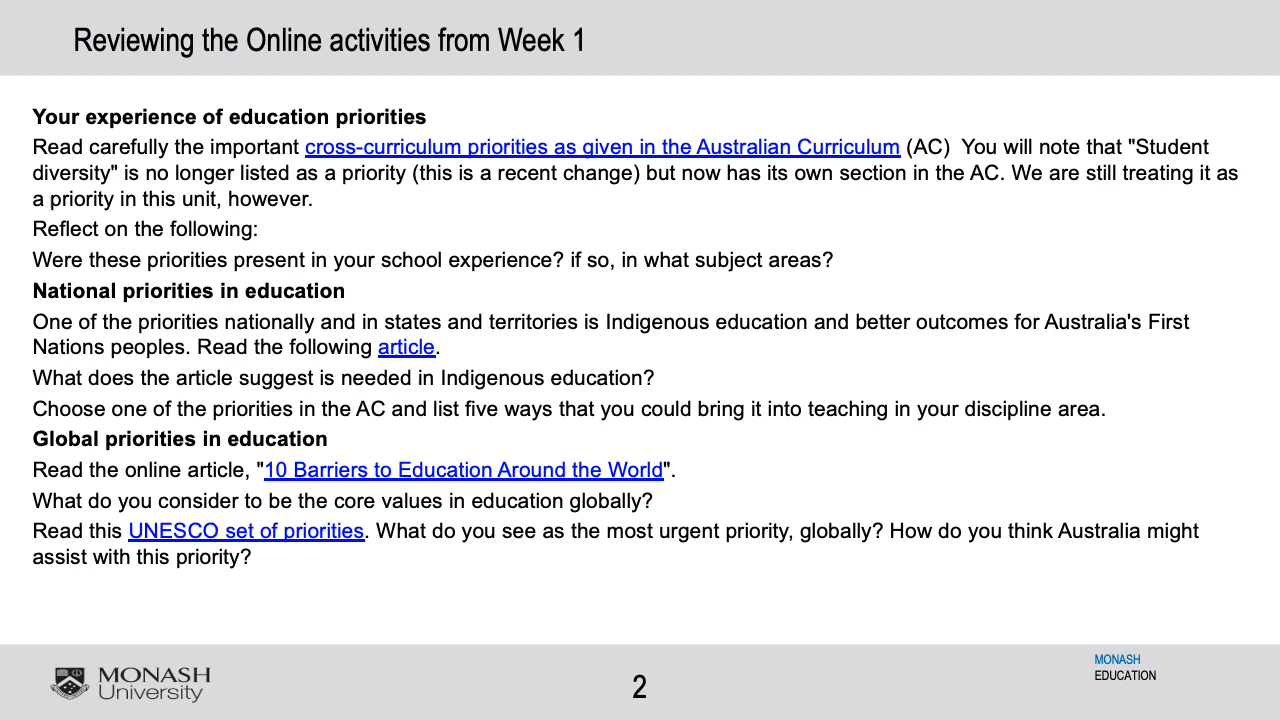 Reviewing the Online activities from Week 1
Your experience of education priorities
Read carefully the important cross-curriculum priorities as given in the Australian Curriculum (AC)  You will note that "Student
diversity" is no longer listed as a priority (this is a recent change) but now has its own section in the AC. We are still treating it as
a priority in this unit, however.
Reflect on the following:
Were these priorities present in your school experience? if so, in what subject areas?
National priorities in education
One of the priorities nationally and in states and territories is Indigenous education and better outcomes for Australia's First
Nations peoples. Read the following article.
What does the article suggest is needed in Indigenous education?
Choose one of the priorities in the AC and list five ways that you could bring it into teaching in your discipline area.
Global priorities in education
Read the online article, "10 Barriers to Education Around the World".
What do you consider to be the core values in education globally?
Read this UNESCO set of priorities. What do you see as the most urgent priority, globally? How do you think Australia might
assist with this priority?
MONASH
University
2
MONASH
EDUCATION